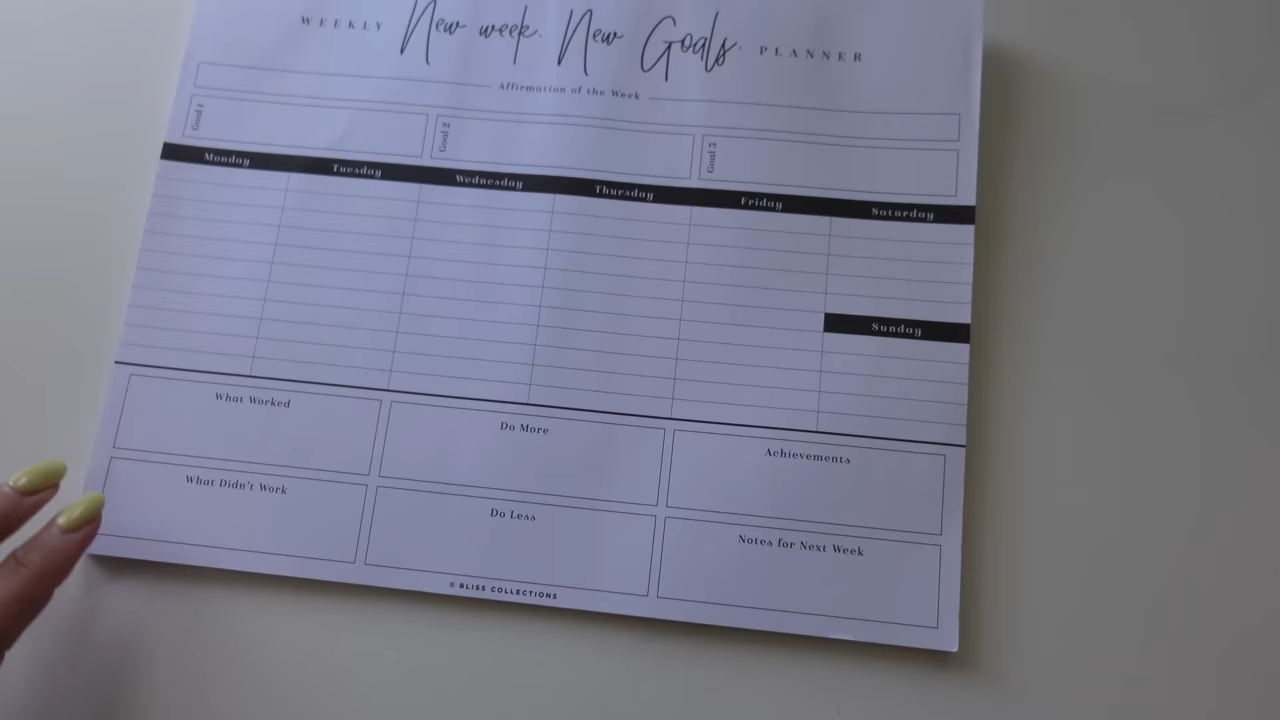 WEEKLY New week. New Goals. PLANNER
Affirmation of the Week
Goal 1 Goal 2 Goal 3
Monday Tuesday Wednesday Thursday Friday Saturday
Sunday
What Worked Do More Achievements
What Didn't Work Do Less Notes for Next Week
© BLISS COLLECTIONS